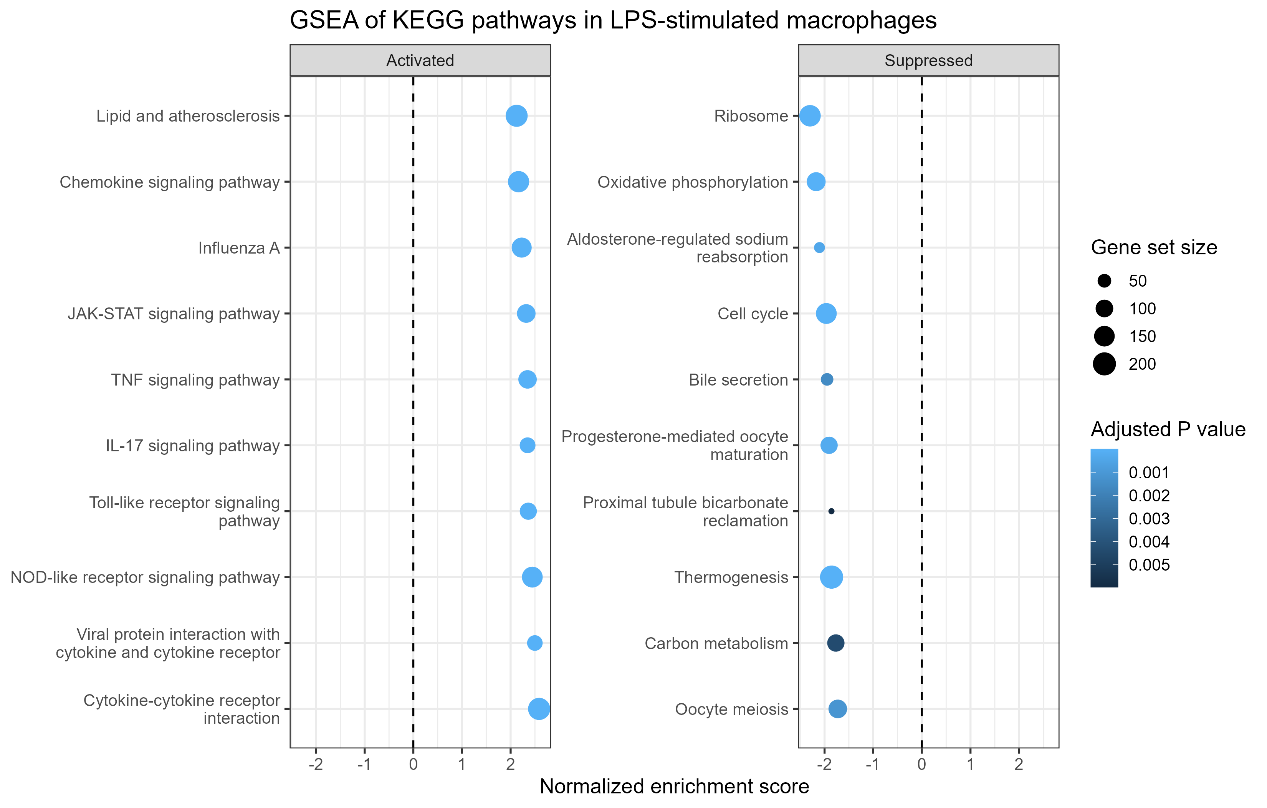 GSEA of KEGG pathways in LPS-stimulated macrophages
Activated
Lipid and atherosclerosis
Chemokine signaling pathway
Influenza A
JAK-STAT signaling pathway
TNF signaling pathway
IL-17 signaling pathway
Toll-like receptor signaling
pathway
NOD-like receptor signaling pathway
Viral protein interaction with
cytokine and cytokine receptor
Cytokine-cytokine receptor
interaction
-2 -1 0 1 2
Suppressed
Ribosome
Oxidative phosphorylation
Aldosterone-regulated sodium
reabsorption
Cell cycle
Bile secretion
Progesterone-mediated oocyte
maturation
Proximal tubule bicarbonate
reclamation
Thermogenesis
Carbon metabolism
Oocyte meiosis
-2 -1 0 1 2
Normalized enrichment score
Gene set size
50
100
150
200
Adjusted P value
0.001
0.002
0.003
0.004
0.005